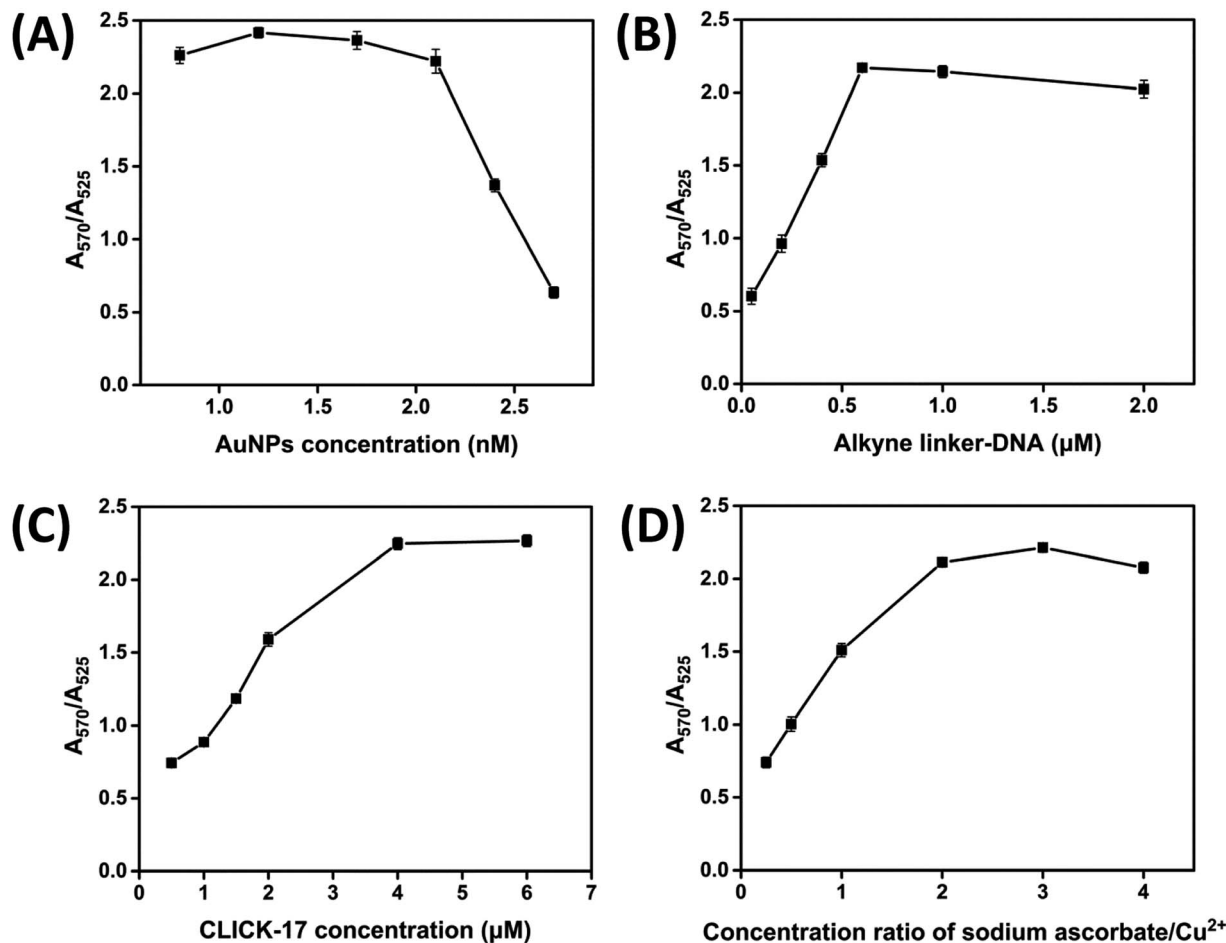 (A)
2.5
2.0
1.5
1.0
0.5
0.0
A570/A525
1.0 1.5 2.0 2.5
AuNPs concentration (nM)
(B)
2.5
2.0
1.5
1.0
0.5
0.0
A570/A525
0.0 0.5 1.0 1.5 2.0
Alkyne linker-DNA (µM)
(C)
2.5
2.0
1.5
1.0
0.5
0.0
A570/A525
0 1 2 3 4 5 6 7
CLICK-17 concentration (µM)
(D)
2.5
2.0
1.5
1.0
0.5
0.0
A570/A525
0 1 2 3 4
Concentration ratio of sodium ascorbate/Cu2+